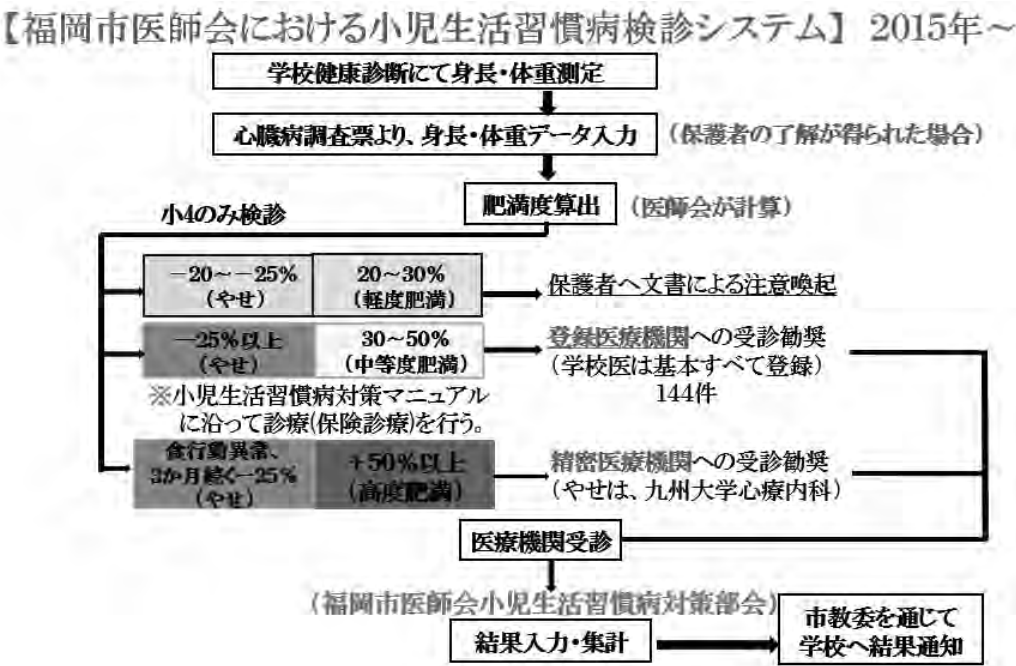 【福岡市医師会における小児生活習慣病検診システム】 2015年～
学校健康診断にて身長・体重測定
心臓病調査票より、身長・体重データ入力 (保護者の了解が得られた場合)
肥満度算出 (医師会が計算)
小4のみ検診
－20～－25%
(やせ)
20～30%
(軽度肥満)
保護者へ文書による注意喚起
－25%以上
(やせ)
30～50%
(中等度肥満)
登録医療機関への受診勧奨
(学校医は基本すべて登録)
144件
※小児生活習慣病対策マニュアル
に沿って診療(保険診療)を行う。
食行動異常、
3か月続く－25%
(やせ)
+50%以上
(高度肥満)
精密医療機関への受診勧奨
(やせは、九州大学心療内科)
医療機関受診
(福岡市医師会小児生活習慣病対策部会)
結果入力・集計
市教委を通じて
学校へ結果通知